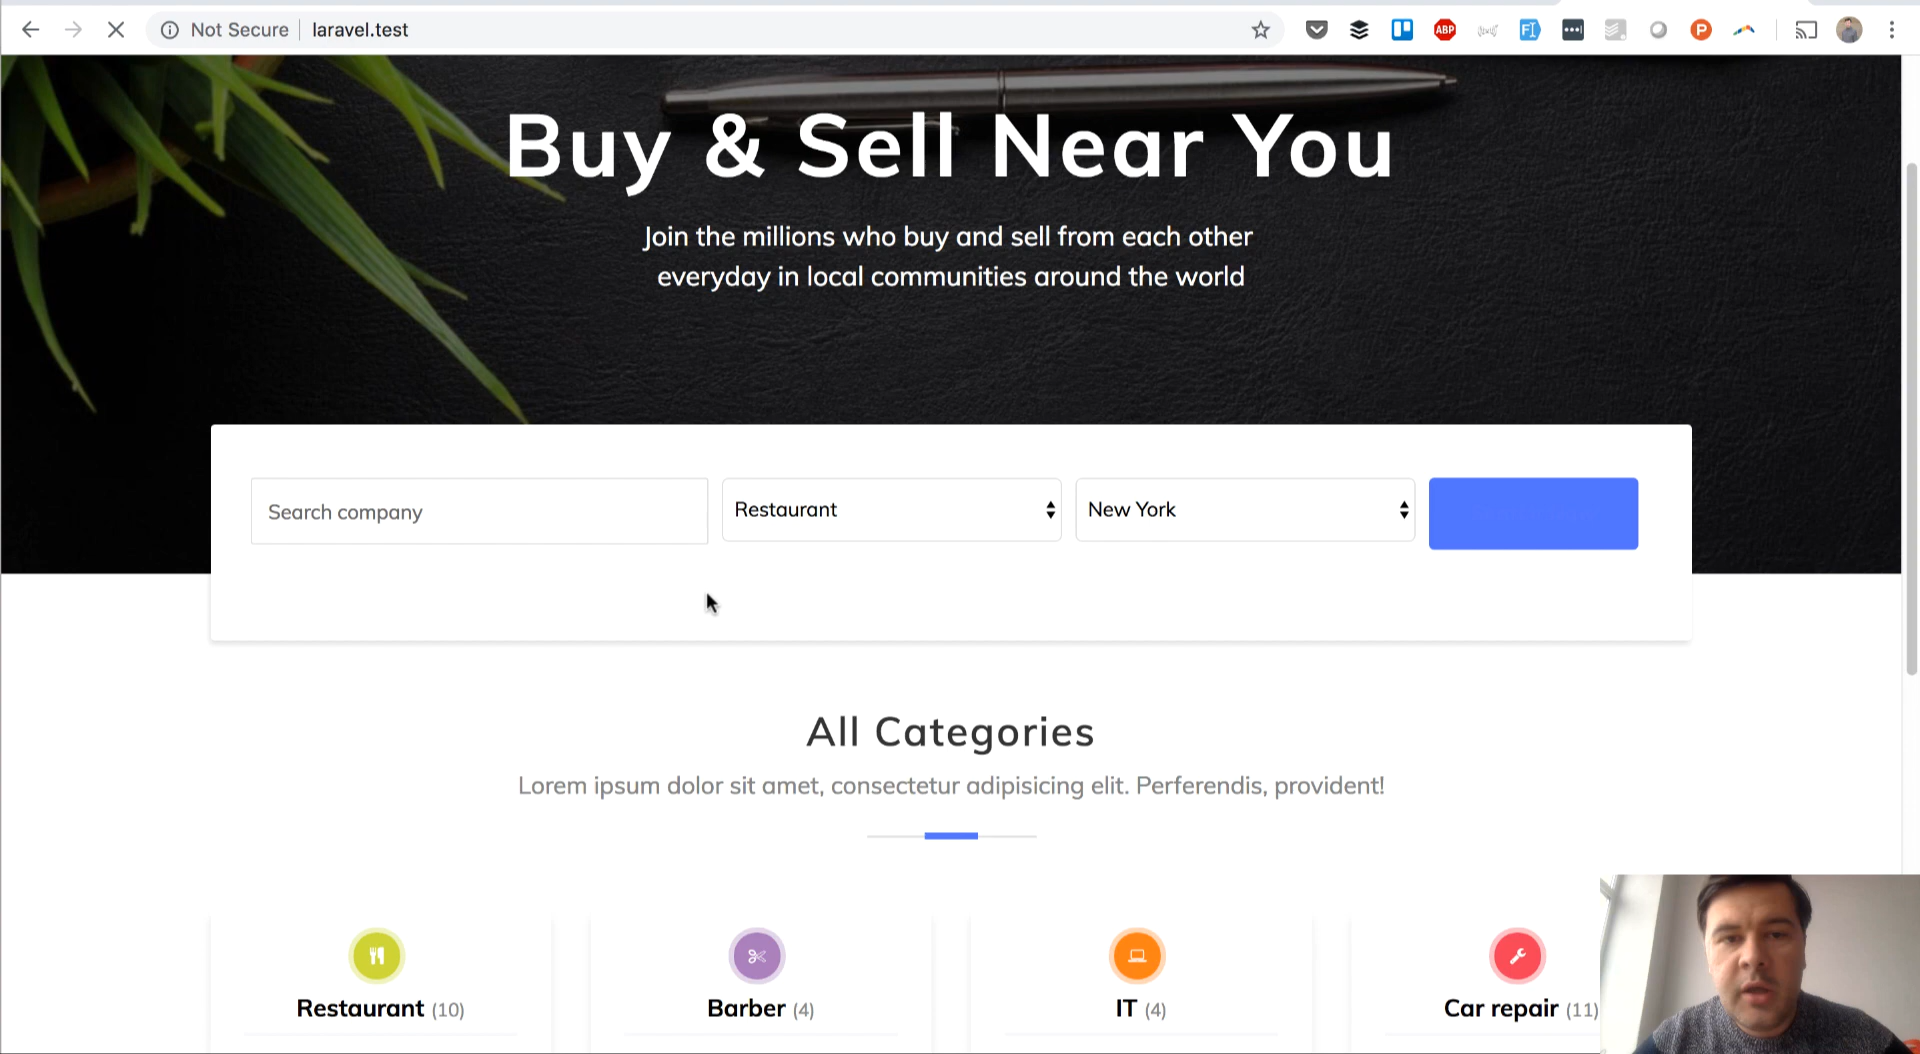 Not Secure laravel.test
ABP
P
Buy & Sell Near You
Join the millions who buy and sell from each other
everyday in local communities around the world
Search company
Restaurant
New York
All Categories
Lorem ipsum dolor sit amet, consectetur adipisicing elit. Perferendis, provident!
Restaurant (10)
Barber (4)
IT (4)
Car repair (11)